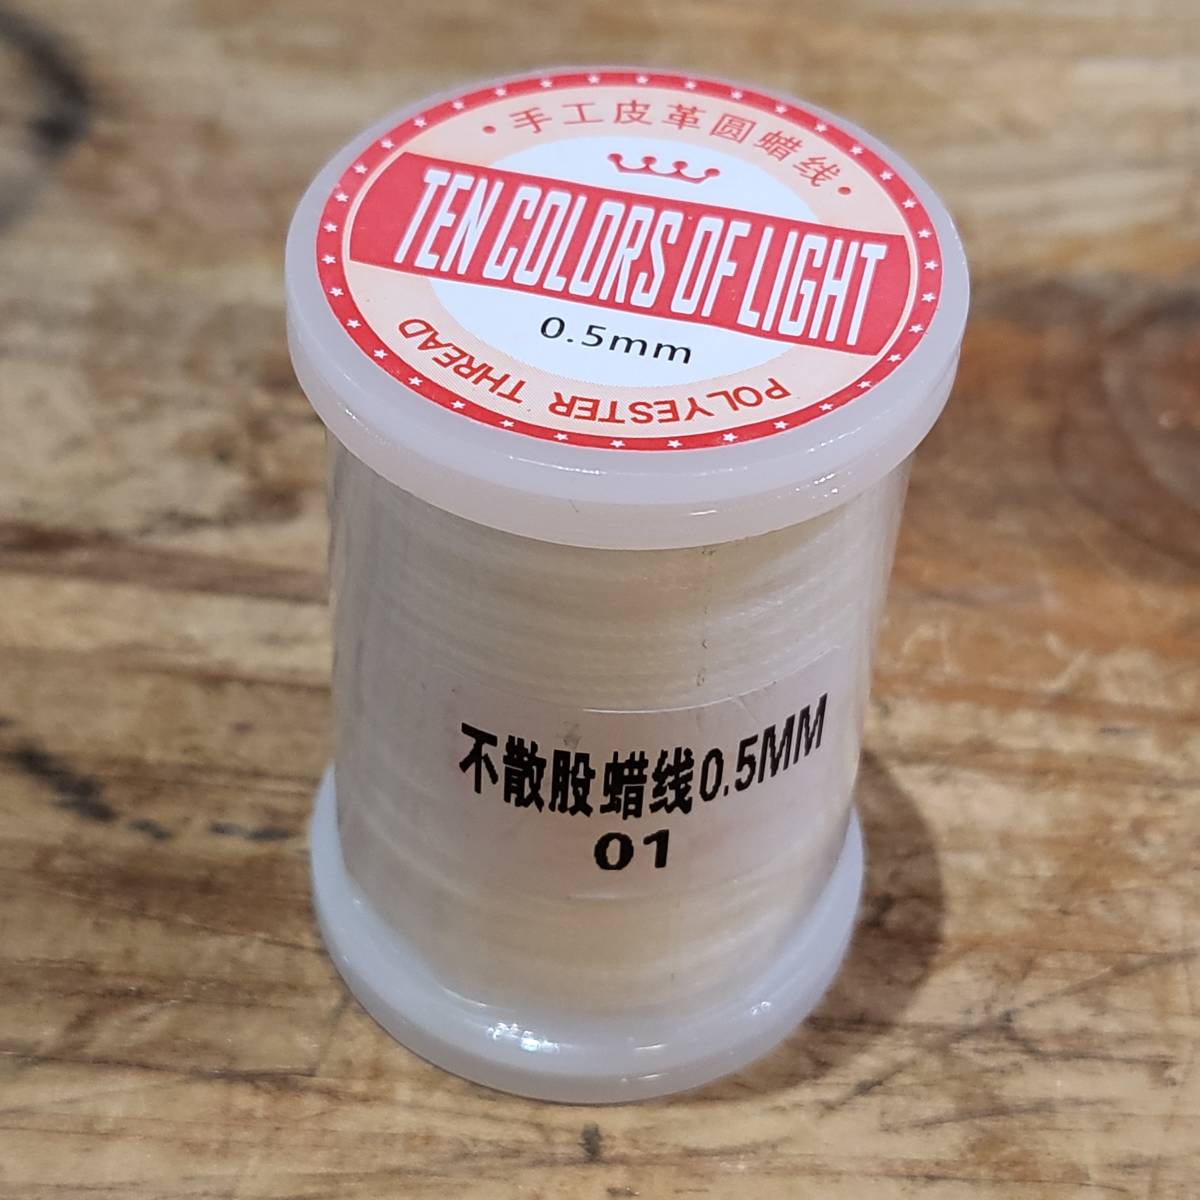 手工皮革圆蜡线
TEN COLORS OF LIGHT
0.5mm
POLYESTER THREAD
不散股蜡线0.5MM
01